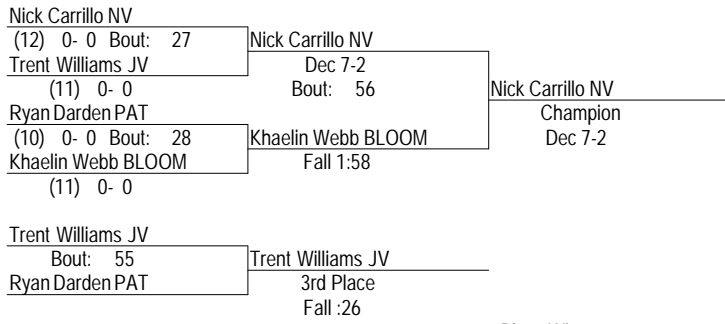 Nick Carrillo NV
(12) 0- 0 Bout: 27 Nick Carrillo NV
Trent Williams JV Dec 7-2
(11) 0- 0 Bout: 56 Nick Carrillo NV
Ryan Darden PAT Champion
(10) 0- 0 Bout: 28 Khaelin Webb BLOOM Dec 7-2
Khaelin Webb BLOOM Fall 1:58
(11) 0- 0
Trent Williams JV
Bout: 55 Trent Williams JV
Ryan Darden PAT 3rd Place
Fall :26